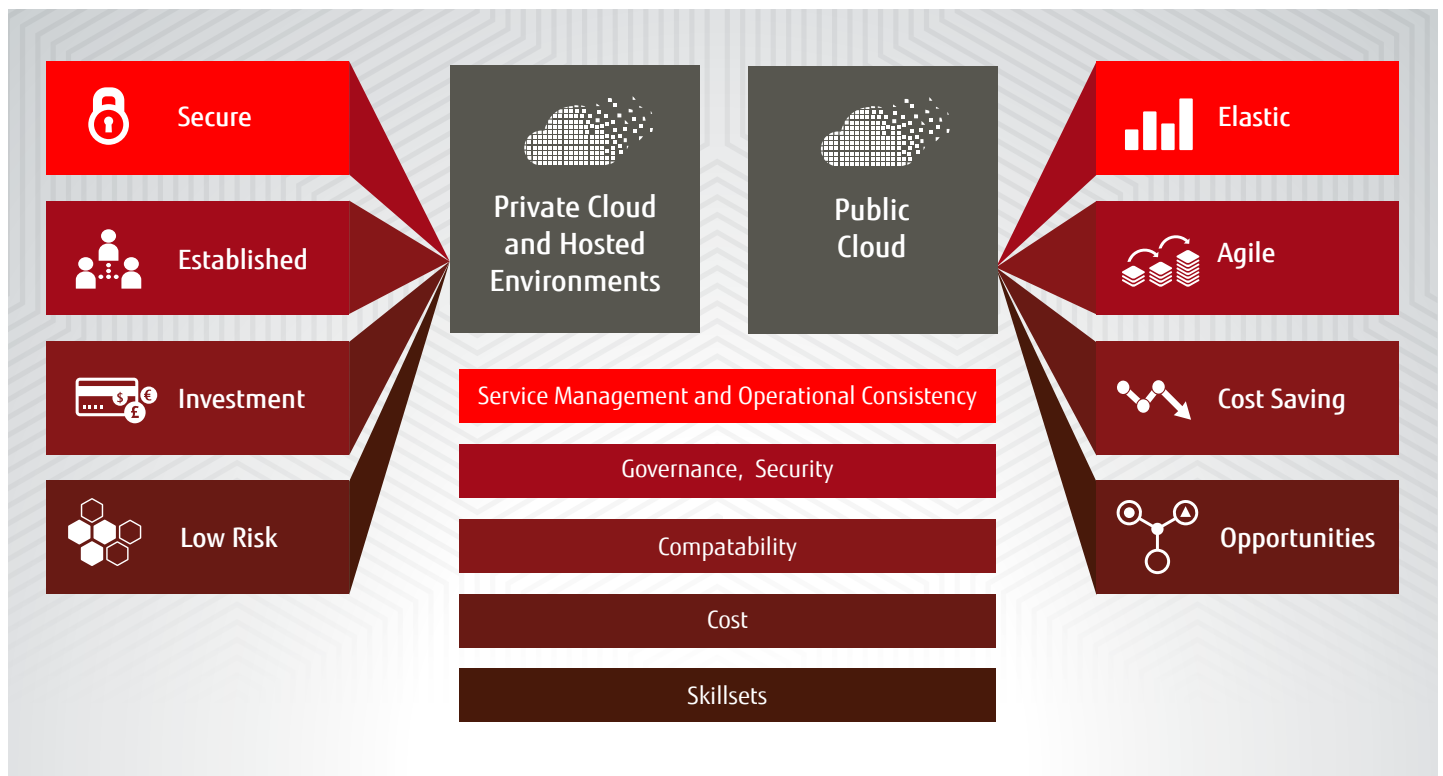 Secure
Established
Investment
$
€
£
Low Risk
Private Cloud
and Hosted
Environments
Public
Cloud
Service Management and Operational Consistency
Governance, Security
Compatability
Cost
Skillsets
Elastic
Agile
Cost Saving
Opportunities